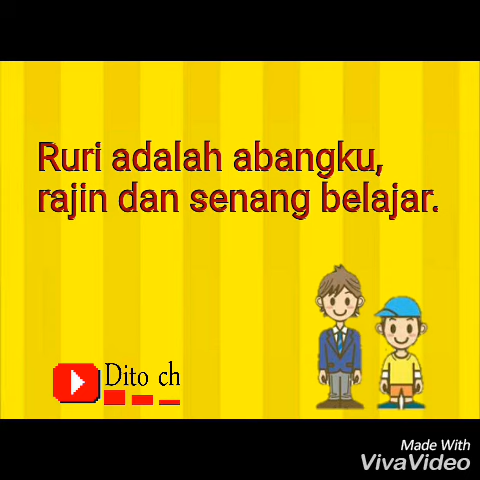 Ruri adalah abangku,
rajin dan senang belajar.
Dito ch
Made With
VivaVideo